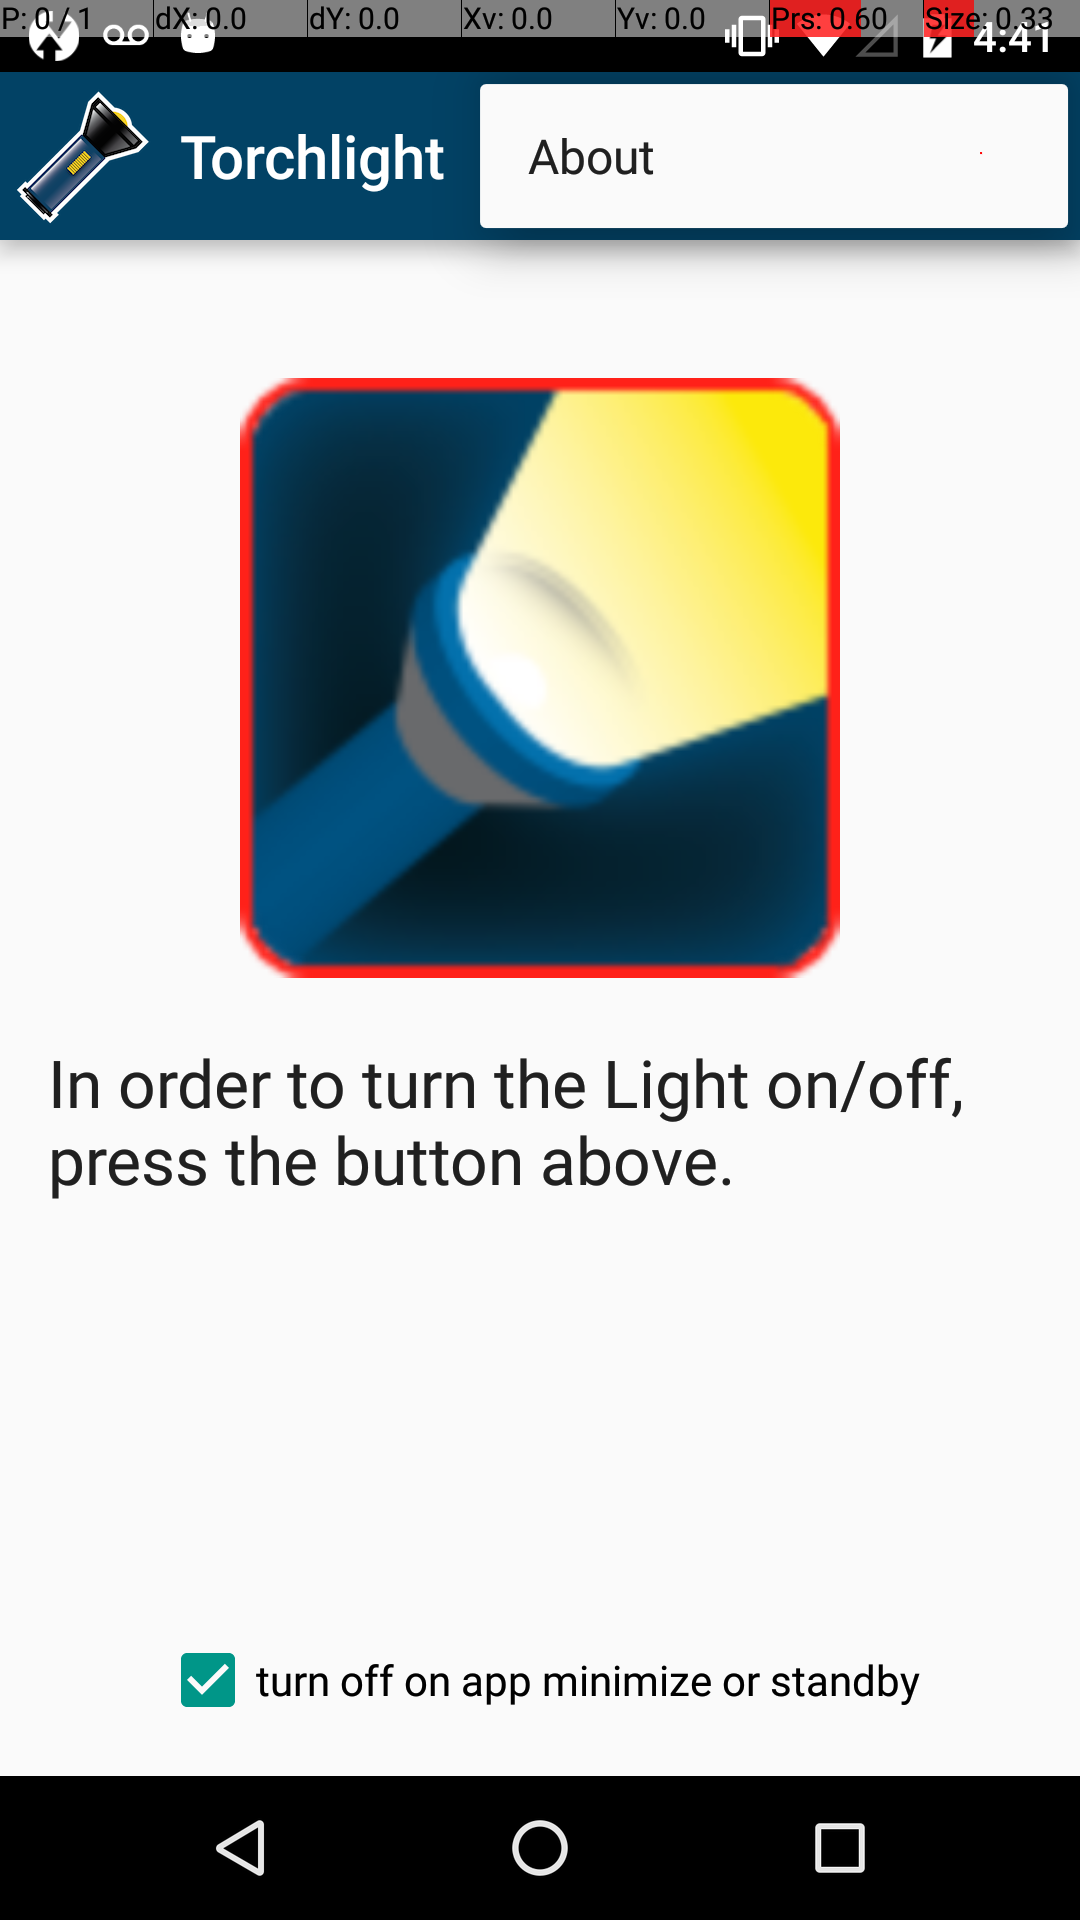 P: 0 / 1 dX: 0.0 dY: 0.0 Xv: 0.0 Yv: 0.0 Prs: 0.60 Size: 0.33
4:41
Torchlight
About
In order to turn the Light on/off,
press the button above.
turn off on app minimize or standby